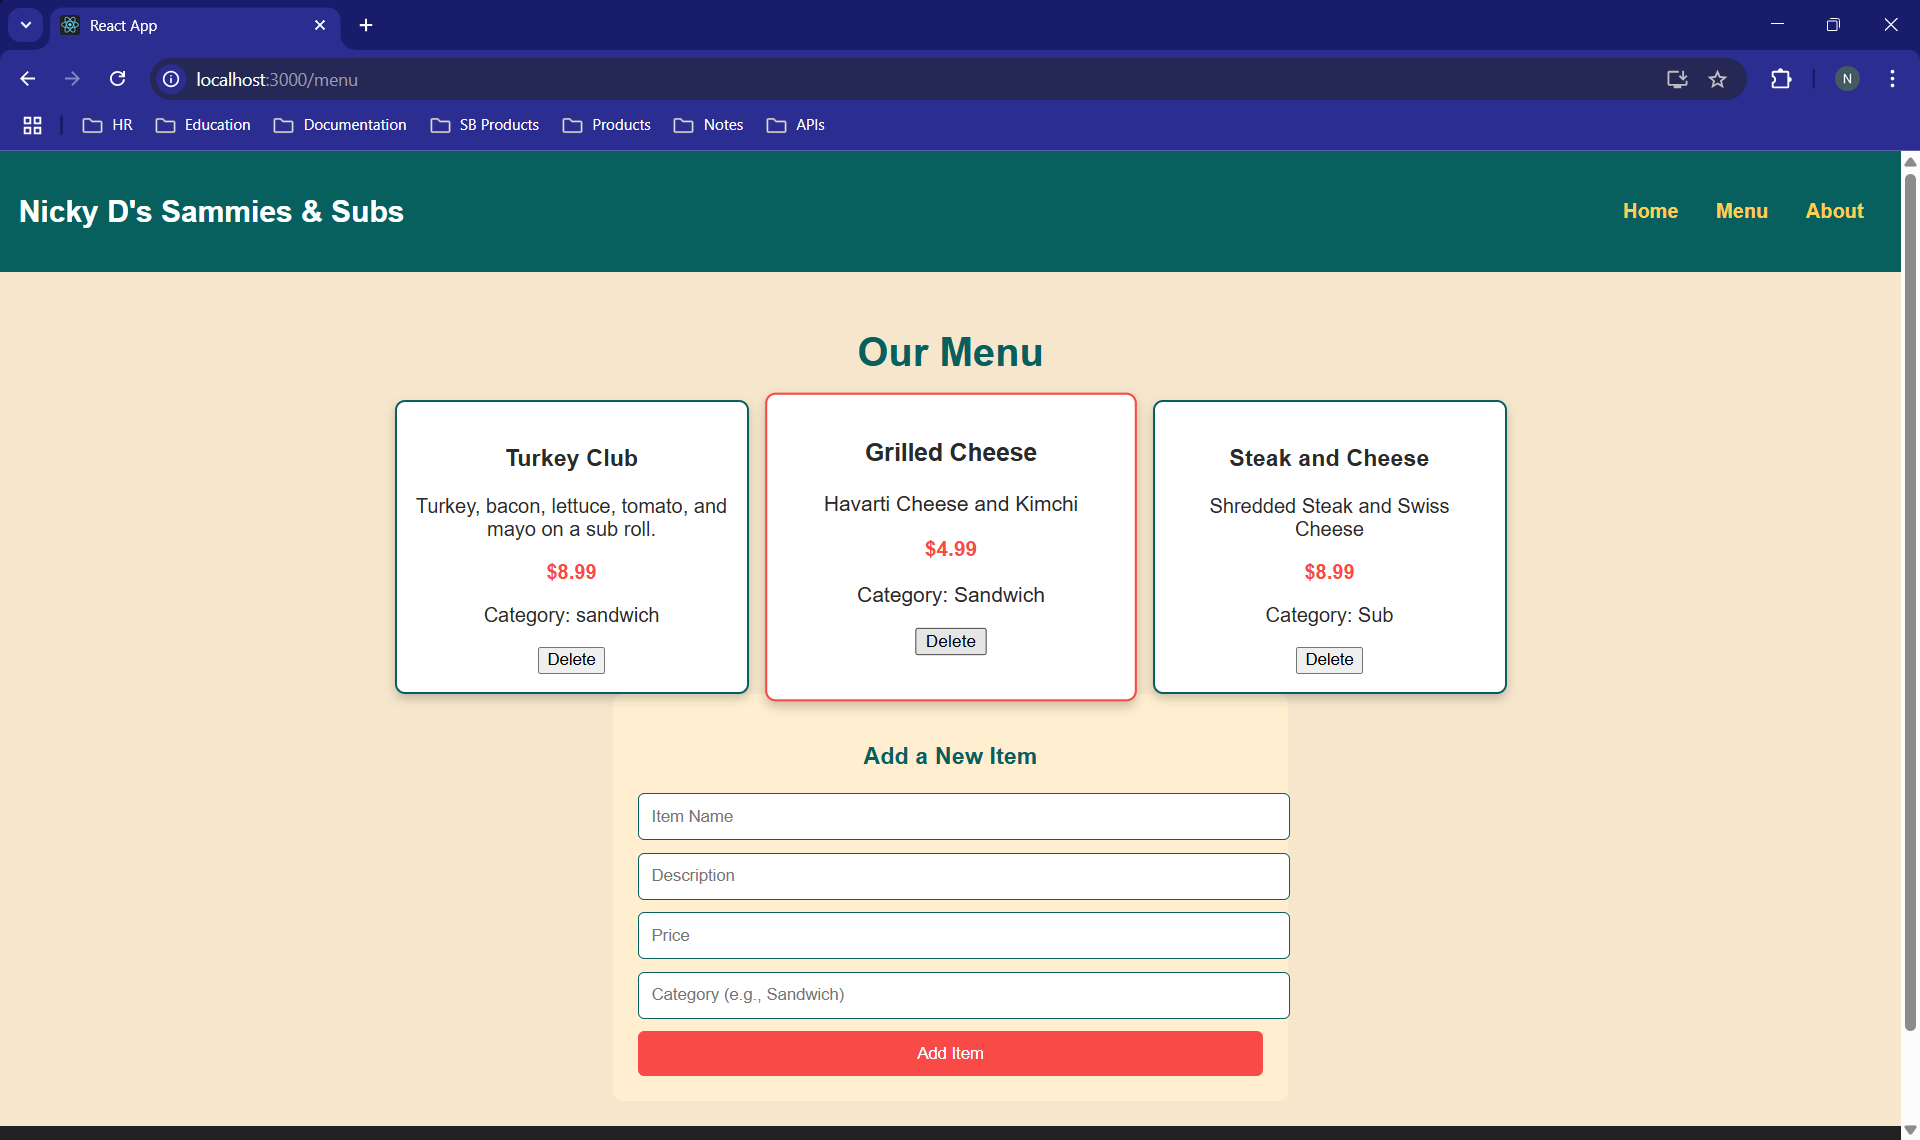 React App
localhost:3000/menu
N
HR
Education
Documentation
SB Products
Products
Notes
APIs
Nicky D's Sammies & Subs
Home
Menu
About
Our Menu
Turkey Club
Turkey, bacon, lettuce, tomato, and
mayo on a sub roll.
$8.99
Category: sandwich
Delete
Grilled Cheese
Havarti Cheese and Kimchi
$4.99
Category: Sandwich
Delete
Steak and Cheese
Shredded Steak and Swiss
Cheese
$8.99
Category: Sub
Delete
Add a New Item
Item Name
Description
Price
Category (e.g., Sandwich)
Add Item